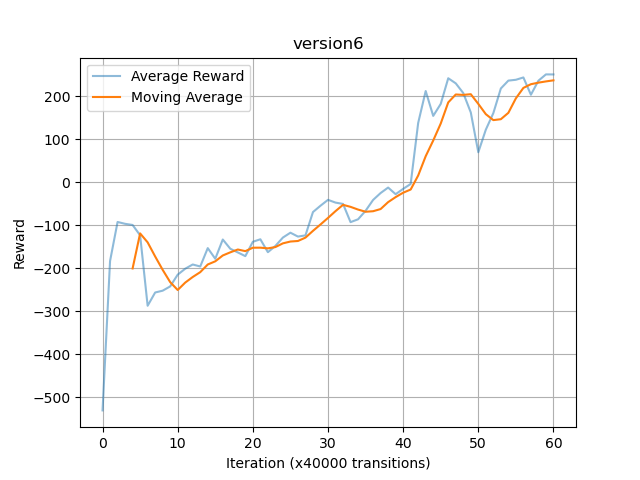 version6
Average Reward
Moving Average
200
100
0
−100
−200
−300
−400
−500
Reward
0 10 20 30 40 50 60
Iteration (x40000 transitions)